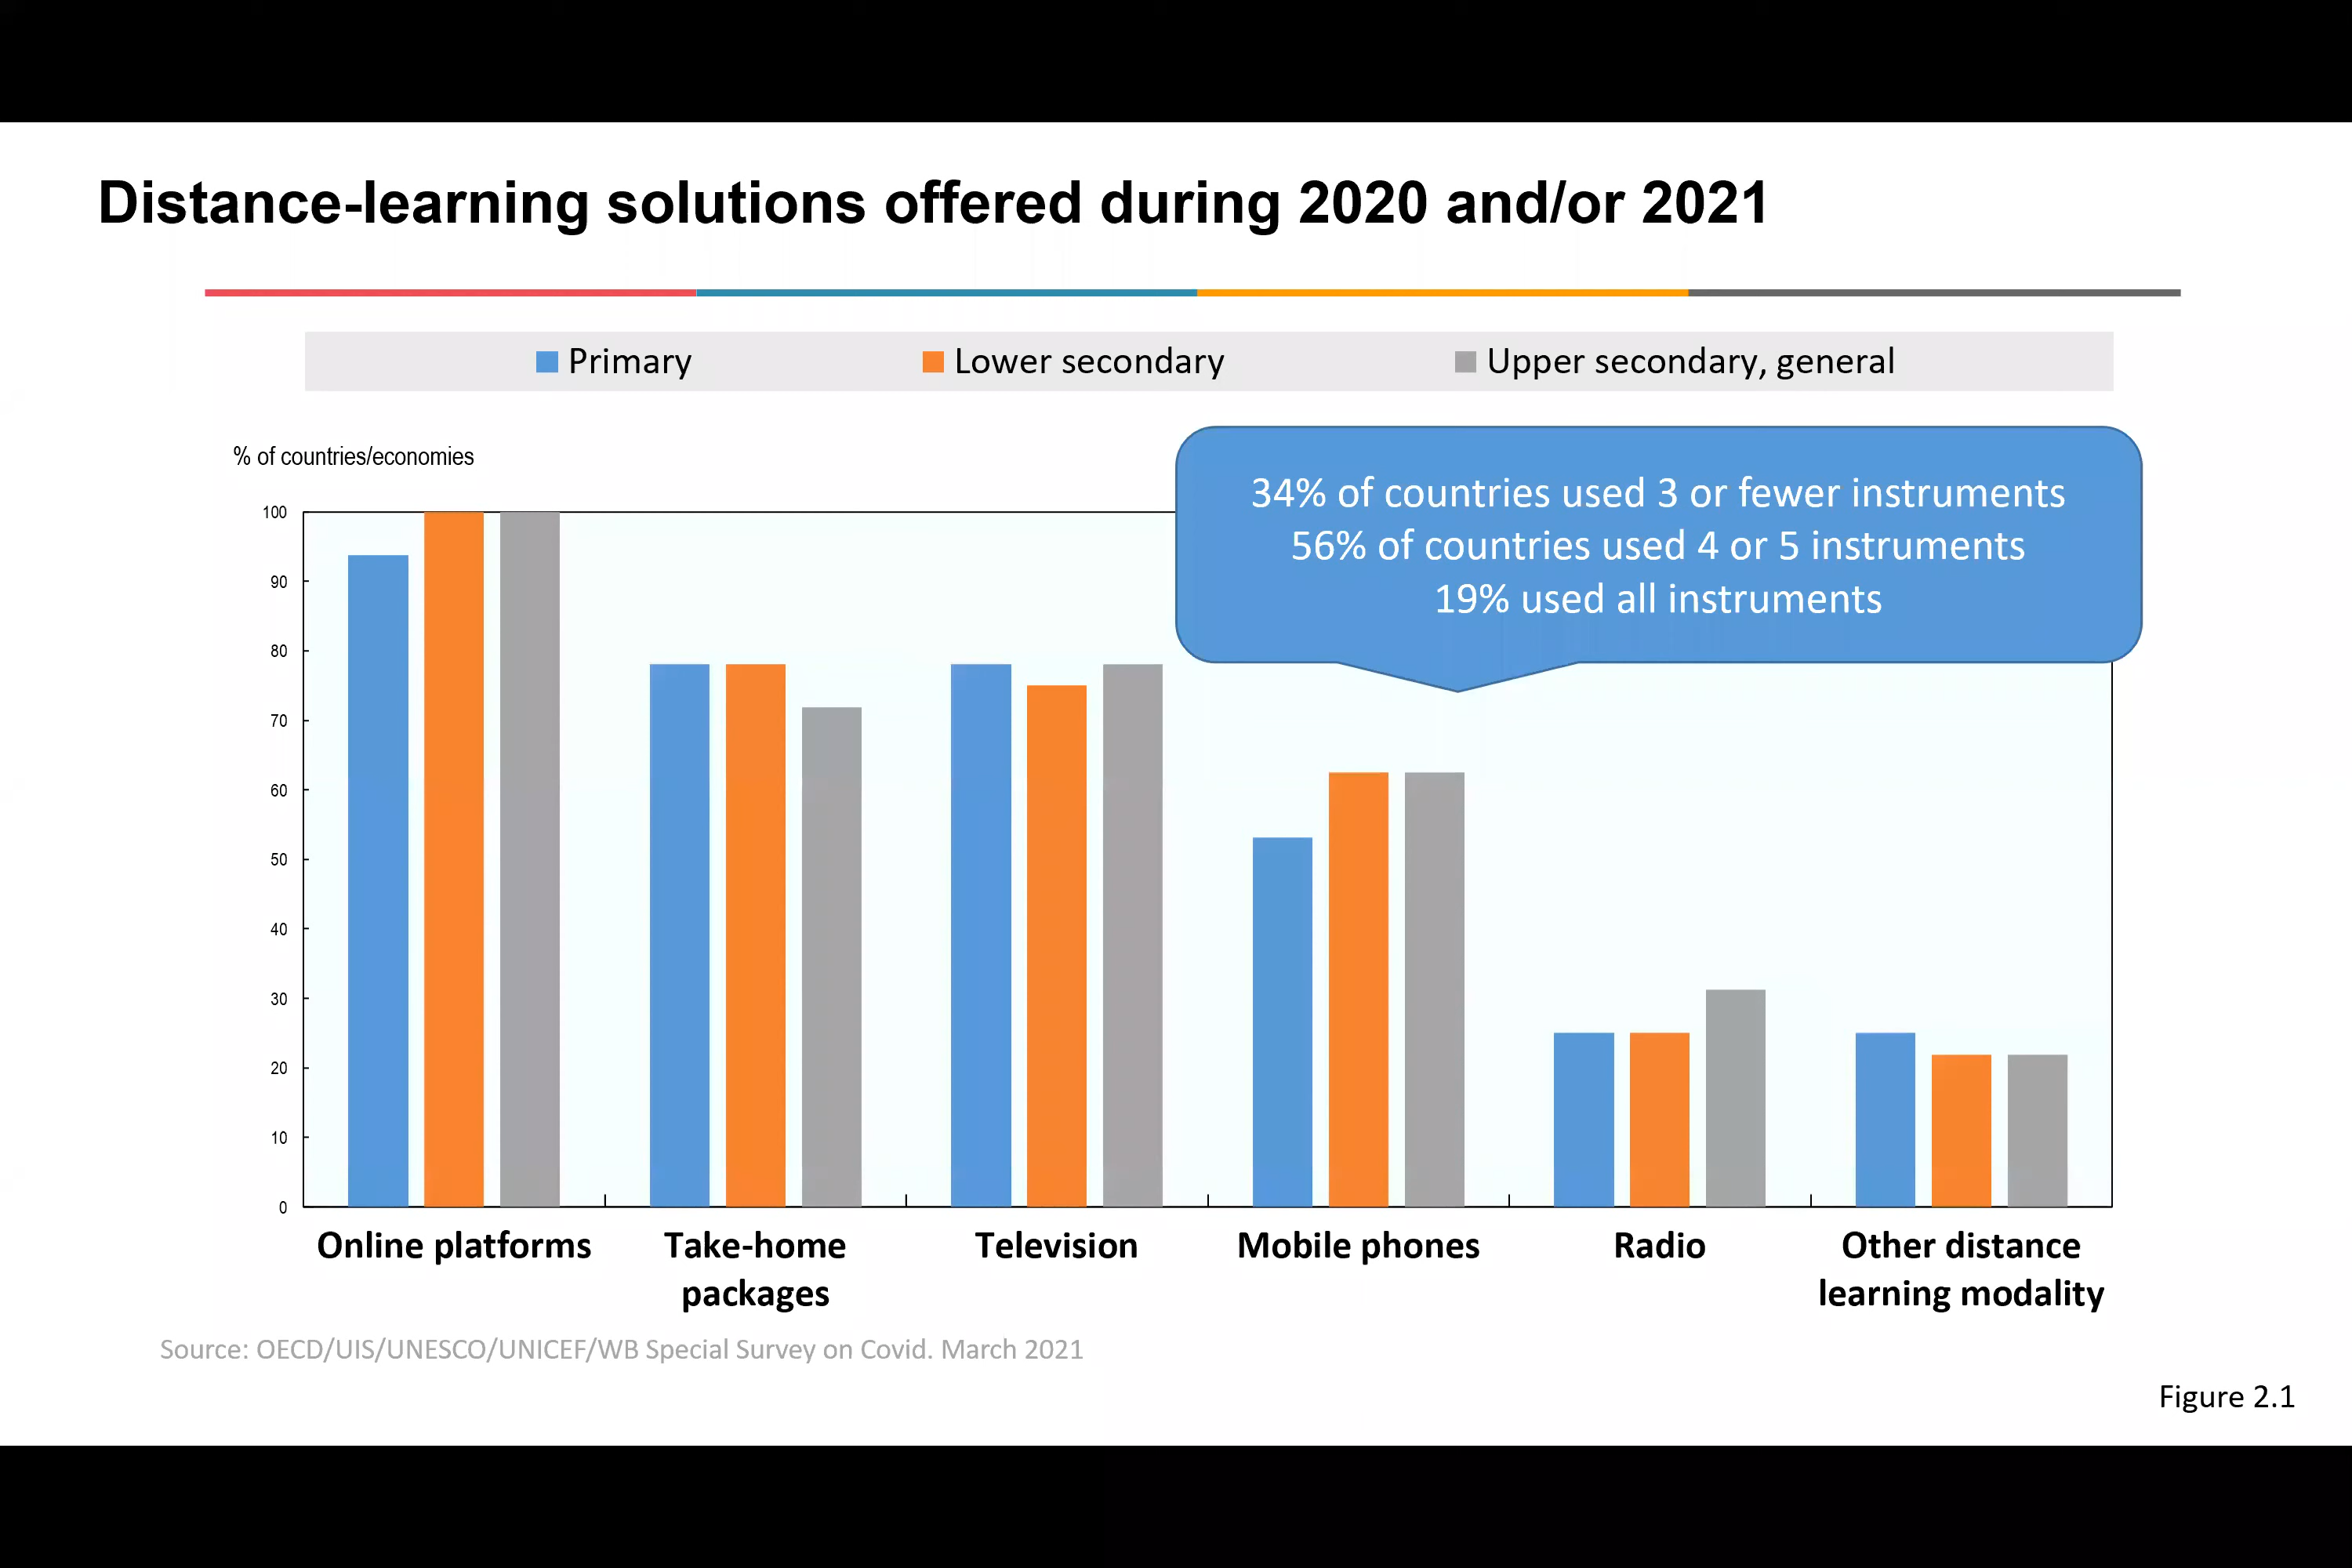 Distance-learning solutions offered during 2020 and/or 2021
Primary
Lower secondary
Upper secondary, general
% of countries/economies
34% of countries used 3 or fewer instruments
56% of countries used 4 or 5 instruments
19% used all instruments
100
90
80
70
60
50
40
30
20
10
0
Online platforms
Take-home
packages
Television
Mobile phones
Radio
Other distance
learning modality
Source: OECD/UIS/UNESCO/UNICEF/WB Special Survey on Covid. March 2021
Figure 2.1